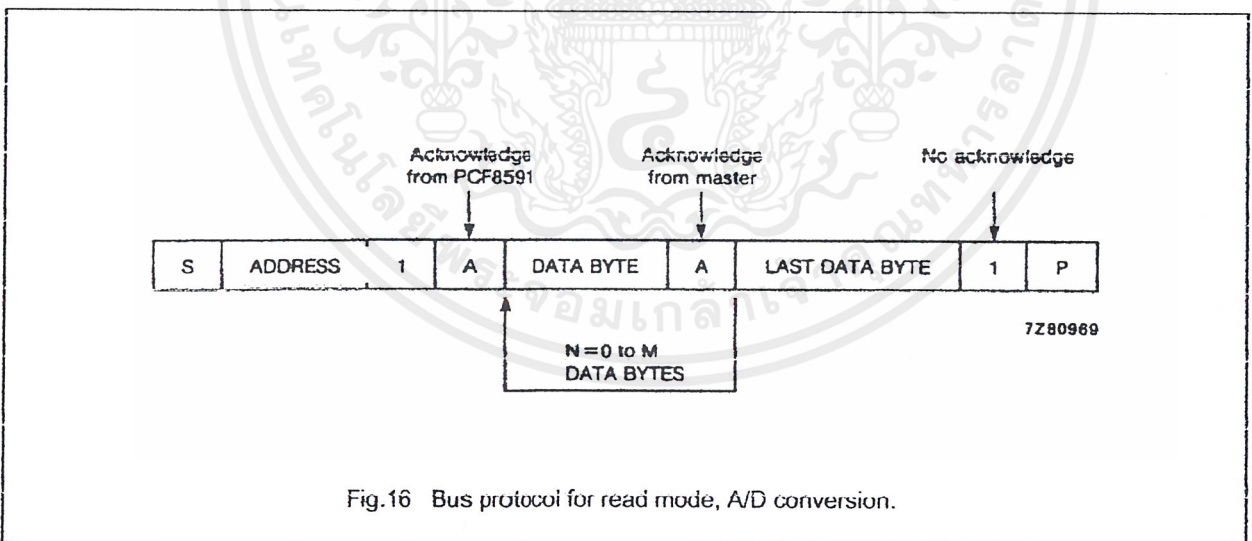 Acknowledge
from PCF8591
Acknowledge
from master
No acknowledge
S ADDRESS 1 A DATA BYTE A LAST DATA BYTE 1 P
7Z80969
N=0 to M
DATA BYTES
Fig.16 Bus protocol for read mode, A/D conversion.